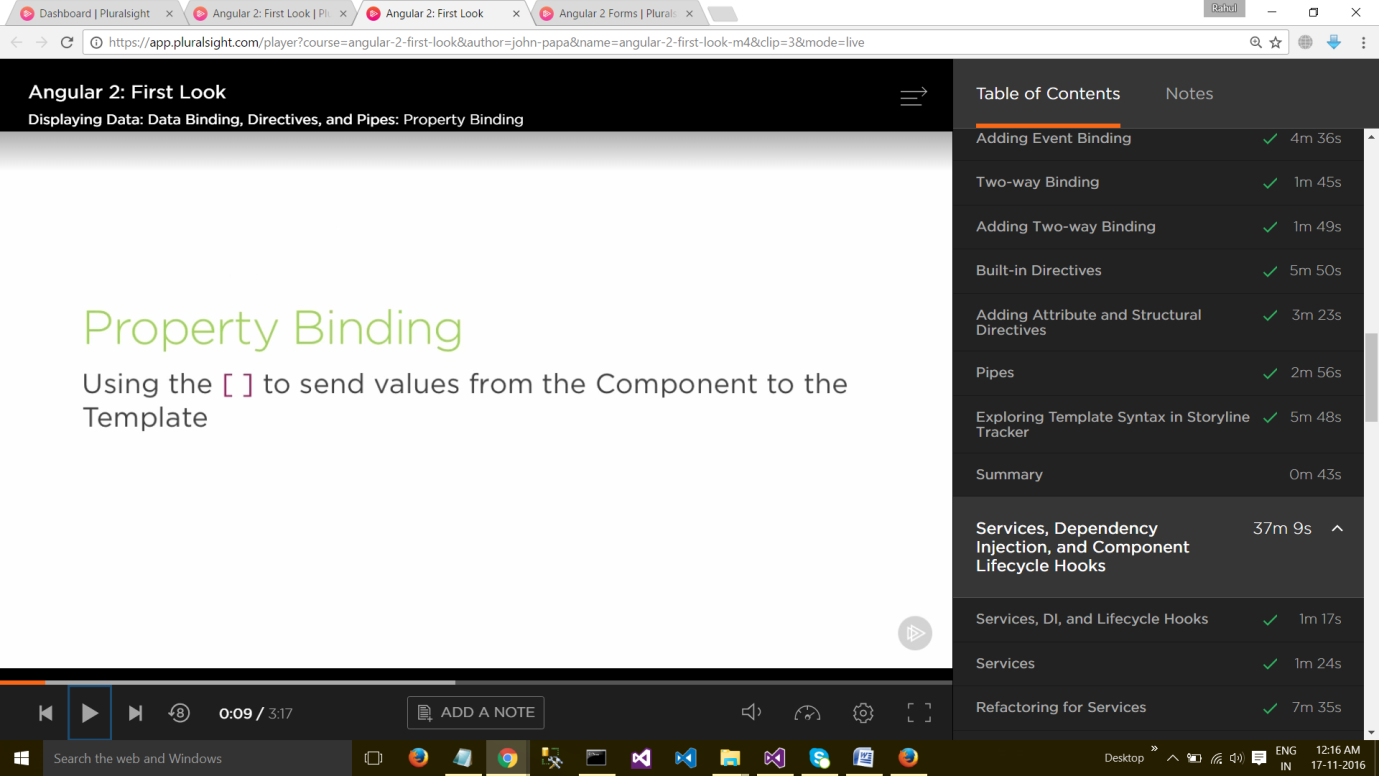 Dashboard | Pluralsight
Angular 2: First Look | Pl
Angular 2: First Look
Angular 2 Forms | Plurals
Rahul
https://app.pluralsight.com/player?course=angular-2-first-look&author=john-papa&name=angular-2-first-look-m4&clip=3&mode=live
Angular 2: First Look
Displaying Data: Data Binding, Directives, and Pipes: Property Binding
Property Binding
Using the [ ] to send values from the Component to the
Template
0:09 / 3:17
ADD A NOTE
Table of Contents
Notes
Adding Event Binding 4m 36s
Two-way Binding 1m 45s
Adding Two-way Binding 1m 49s
Built-in Directives 5m 50s
Adding Attribute and Structural 3m 23s
Directives
Pipes 2m 56s
Exploring Template Syntax in Storyline 5m 48s
Tracker
Summary 0m 43s
Services, Dependency 37m 9s
Injection, and Component
Lifecycle Hooks
Services, DI, and Lifecycle Hooks 1m 17s
Services 1m 24s
Refactoring for Services 7m 35s
Search the web and Windows
Desktop
ENG
IN
12:16 AM
17-11-2016